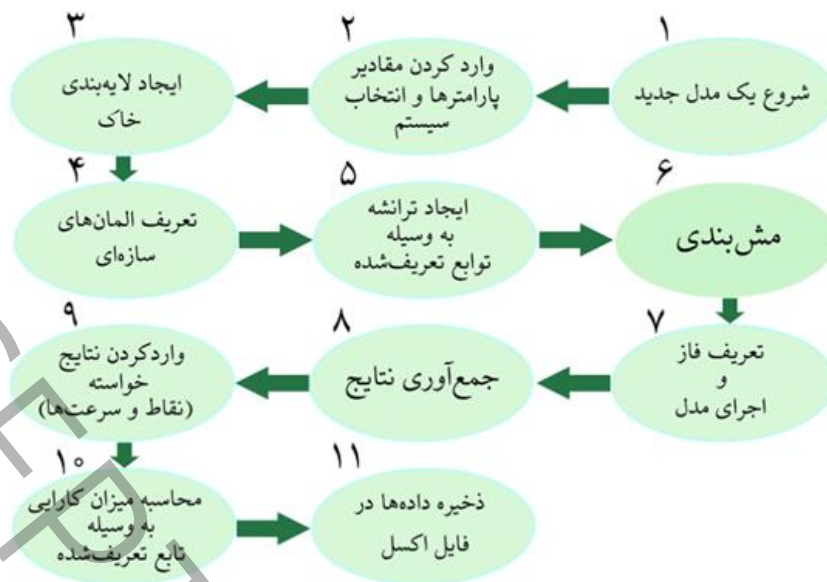 ۱
شروع یک مدل جدید
۲
وارد کردن مقادیر
پارامترها و انتخاب
سیستم
۳
ایجاد لایه‌بندی
خاک
۴
تعریف المان‌های
سازه‌ای
۵
ایجاد ترانشه
به وسیله
توابع تعریف‌شده
۶
مش‌بندی
۷
تعریف فاز
و
اجرای مدل
۸
جمع‌آوری نتایج
۹
واردکردن نتایج
خواسته
(نقاط و سرعت‌ها)
۱۰
محاسبه میزان کارایی
به وسیله
تابع تعریف‌شده
۱۱
ذخیره داده‌ها در
فایل اکسل